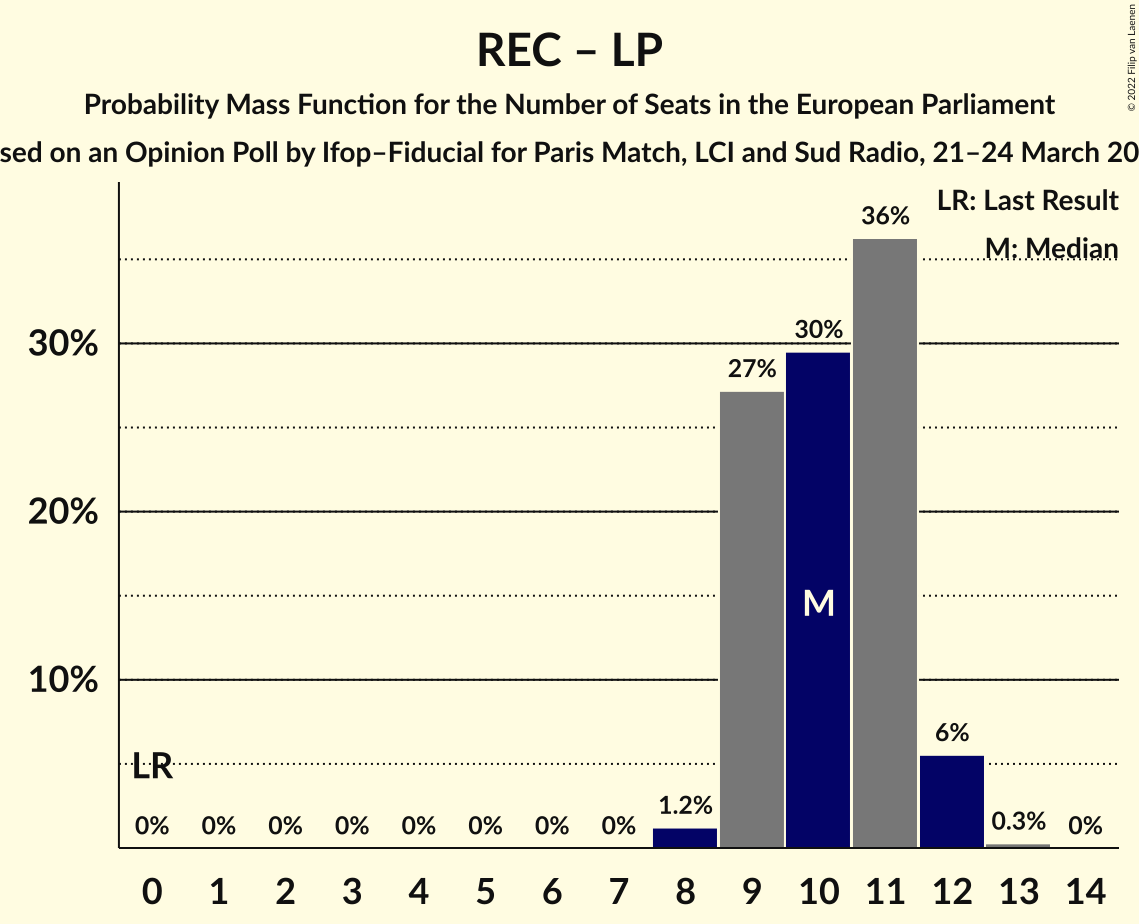 REC – LP
Probability Mass Function for the Number of Seats in the European Parliament
sed on an Opinion Poll by Ifop–Fiducial for Paris Match, LCI and Sud Radio, 21–24 March 20
© 2022 Filip van Laenen
LR: Last Result
M: Median
36%
30%
30%
27%
20%
M
10%
6%
LR
1.2%
0.3%
0% 0% 0% 0% 0% 0% 0% 0% 0%
0 1 2 3 4 5 6 7 8 9 10 11 12 13 14